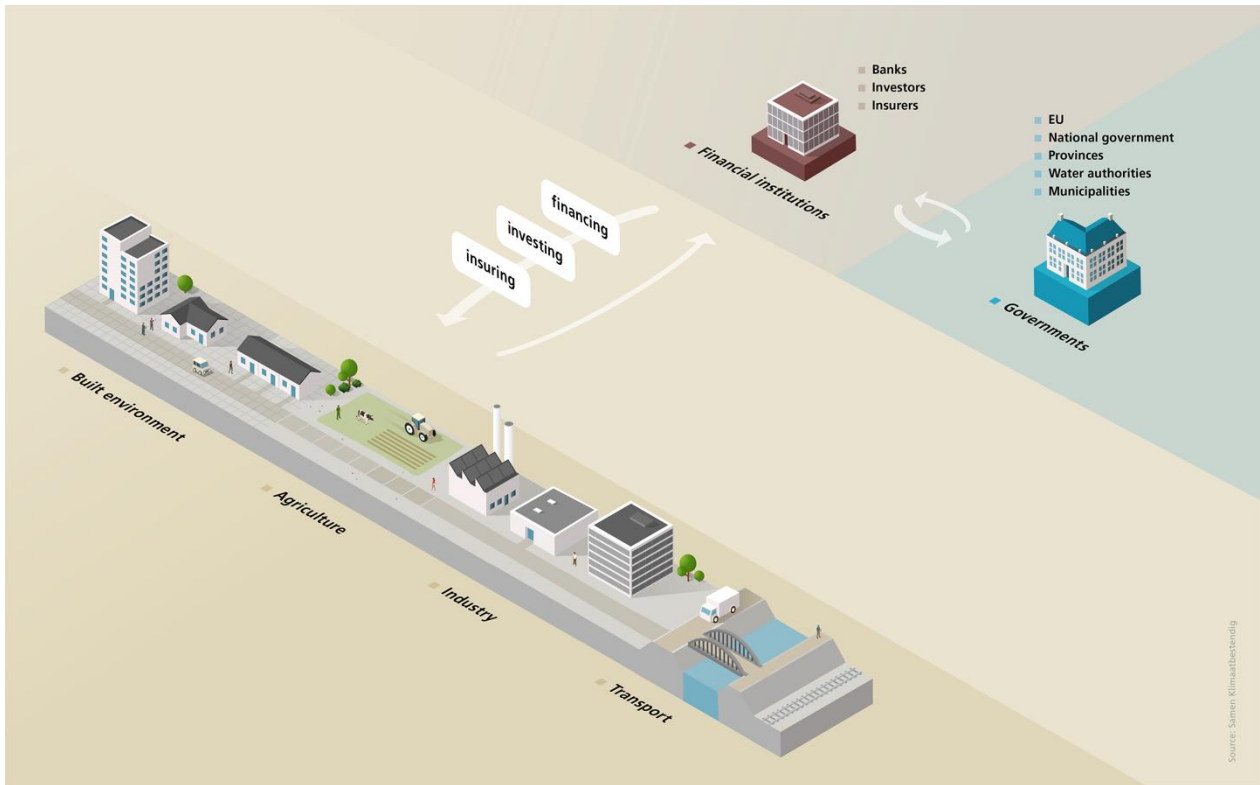 Banks
Investors
Insurers
Financial institutions
EU
National government
Provinces
Water authorities
Municipalities
Governments
financing
investing
insuring
Built environment
Agriculture
Industry
Transport
Source: Samen Klimaatbestendig